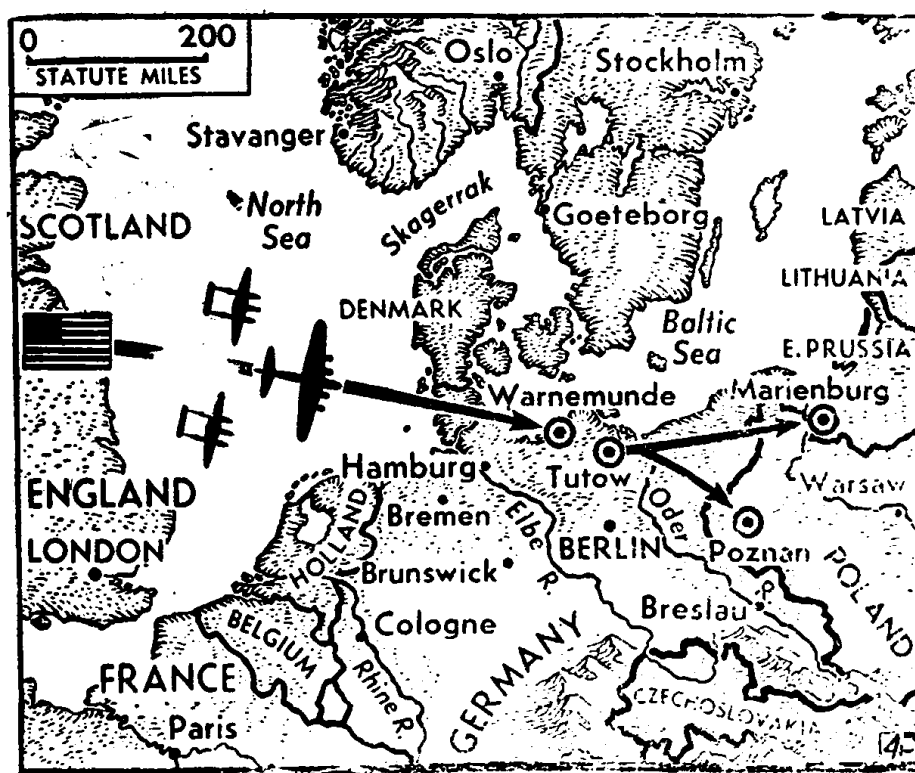 0 200
STATUTE MILES
Oslo
Stockholm
Stavanger
North
Sea
Skagerrak
Goeteborg
SCOTLAND
LATVIA
LITHUANIA
DENMARK
Baltic
Sea
E. PRUSSIA
Warnemunde
Marienburg
Hamburg
Tutow
ENGLAND
Bremen
Elbe
R.
Oder
R.
Warsaw
LONDON
HOLLAND
BERLIN
Poznan
POLAND
Brunswick
BELGIUM
Cologne
Breslau
FRANCE
Rhine R.
GERMANY
CZECHOSLOVAKIA
Paris